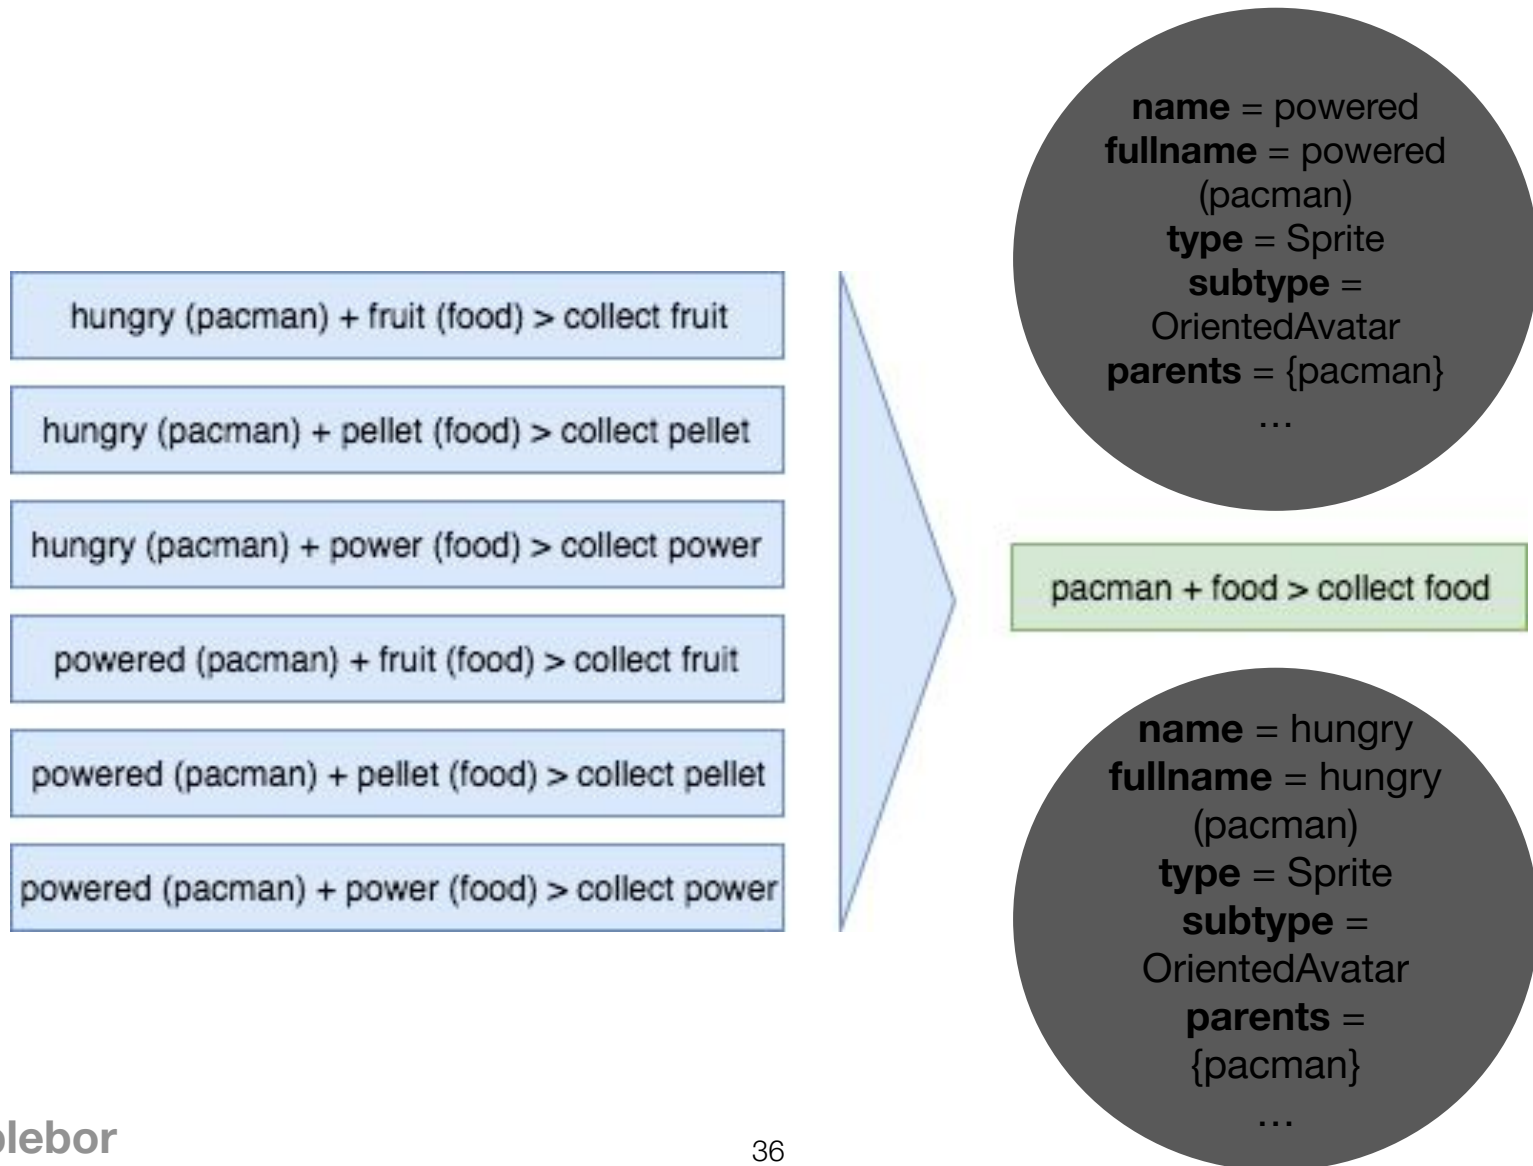 hungry (pacman) + fruit (food) > collect fruit
hungry (pacman) + pellet (food) > collect pellet
hungry (pacman) + power (food) > collect power
powered (pacman) + fruit (food) > collect fruit
powered (pacman) + pellet (food) > collect pellet
powered (pacman) + power (food) > collect power
name = powered
fullname = powered
(pacman)
type = Sprite
subtype =
OrientedAvatar
parents = {pacman}
…
pacman + food > collect food
name = hungry
fullname = hungry
(pacman)
type = Sprite
subtype =
OrientedAvatar
parents =
{pacman}
…
36